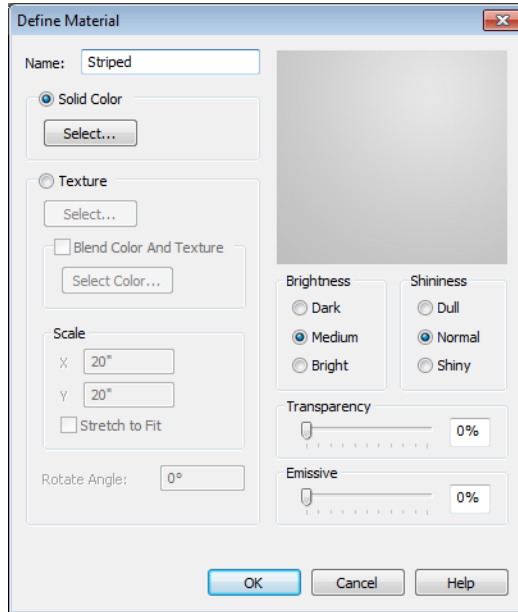 Define Material
Name: Striped
Solid Color
Select...
Texture
Select...
Blend Color And Texture
Select Color...
Scale
X 20"
Y 20"
Stretch to Fit
Rotate Angle: 0°
Brightness
Dark
Medium
Bright
Shininess
Dull
Normal
Shiny
Transparency
0%
Emissive
0%
OK Cancel Help